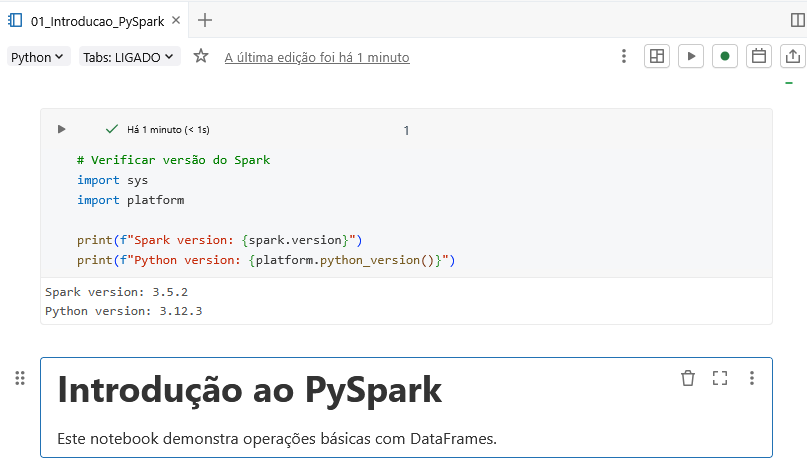 01_Introducao_PySpark
Python Tabs: LIGADO A última edição foi há 1 minuto
Há 1 minuto (< 1s) 1
# Verificar versão do Spark
import sys
import platform
print(f"Spark version: {spark.version}")
print(f"Python version: {platform.python_version()}")
Spark version: 3.5.2
Python version: 3.12.3
Introdução ao PySpark
Este notebook demonstra operações básicas com DataFrames.